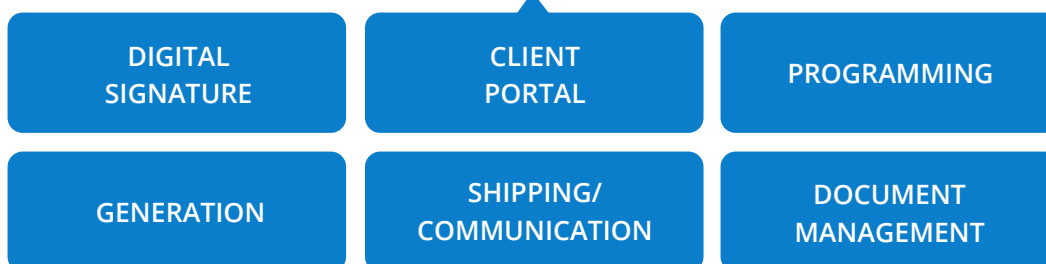 DIGITAL
SIGNATURE
CLIENT
PORTAL
PROGRAMMING
GENERATION
SHIPPING/
COMMUNICATION
DOCUMENT
MANAGEMENT